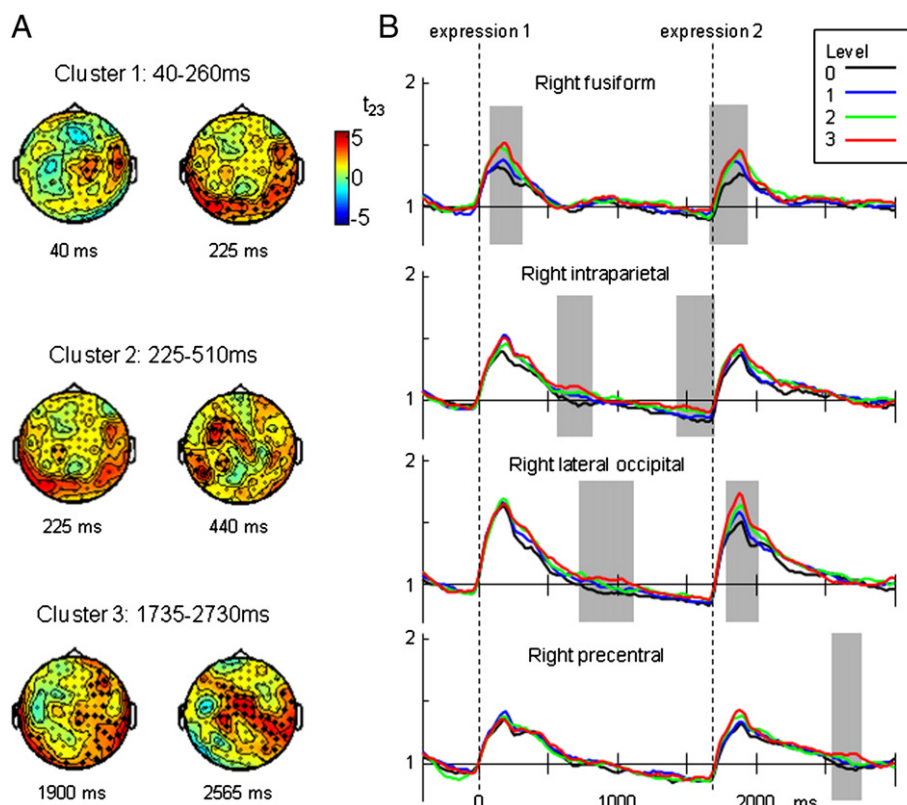 A
Cluster 1: 40-260ms
t23
5
0
-5
40 ms
225 ms
Cluster 2: 225-510ms
225 ms
440 ms
Cluster 3: 1735-2730ms
1900 ms
2565 ms
B
expression 1
expression 2
Level
0
1
2
3
2
Right fusiform
1
2
Right intraparietal
1
2
Right lateral occipital
1
2
Right precentral
1
0
1000
2000
ms